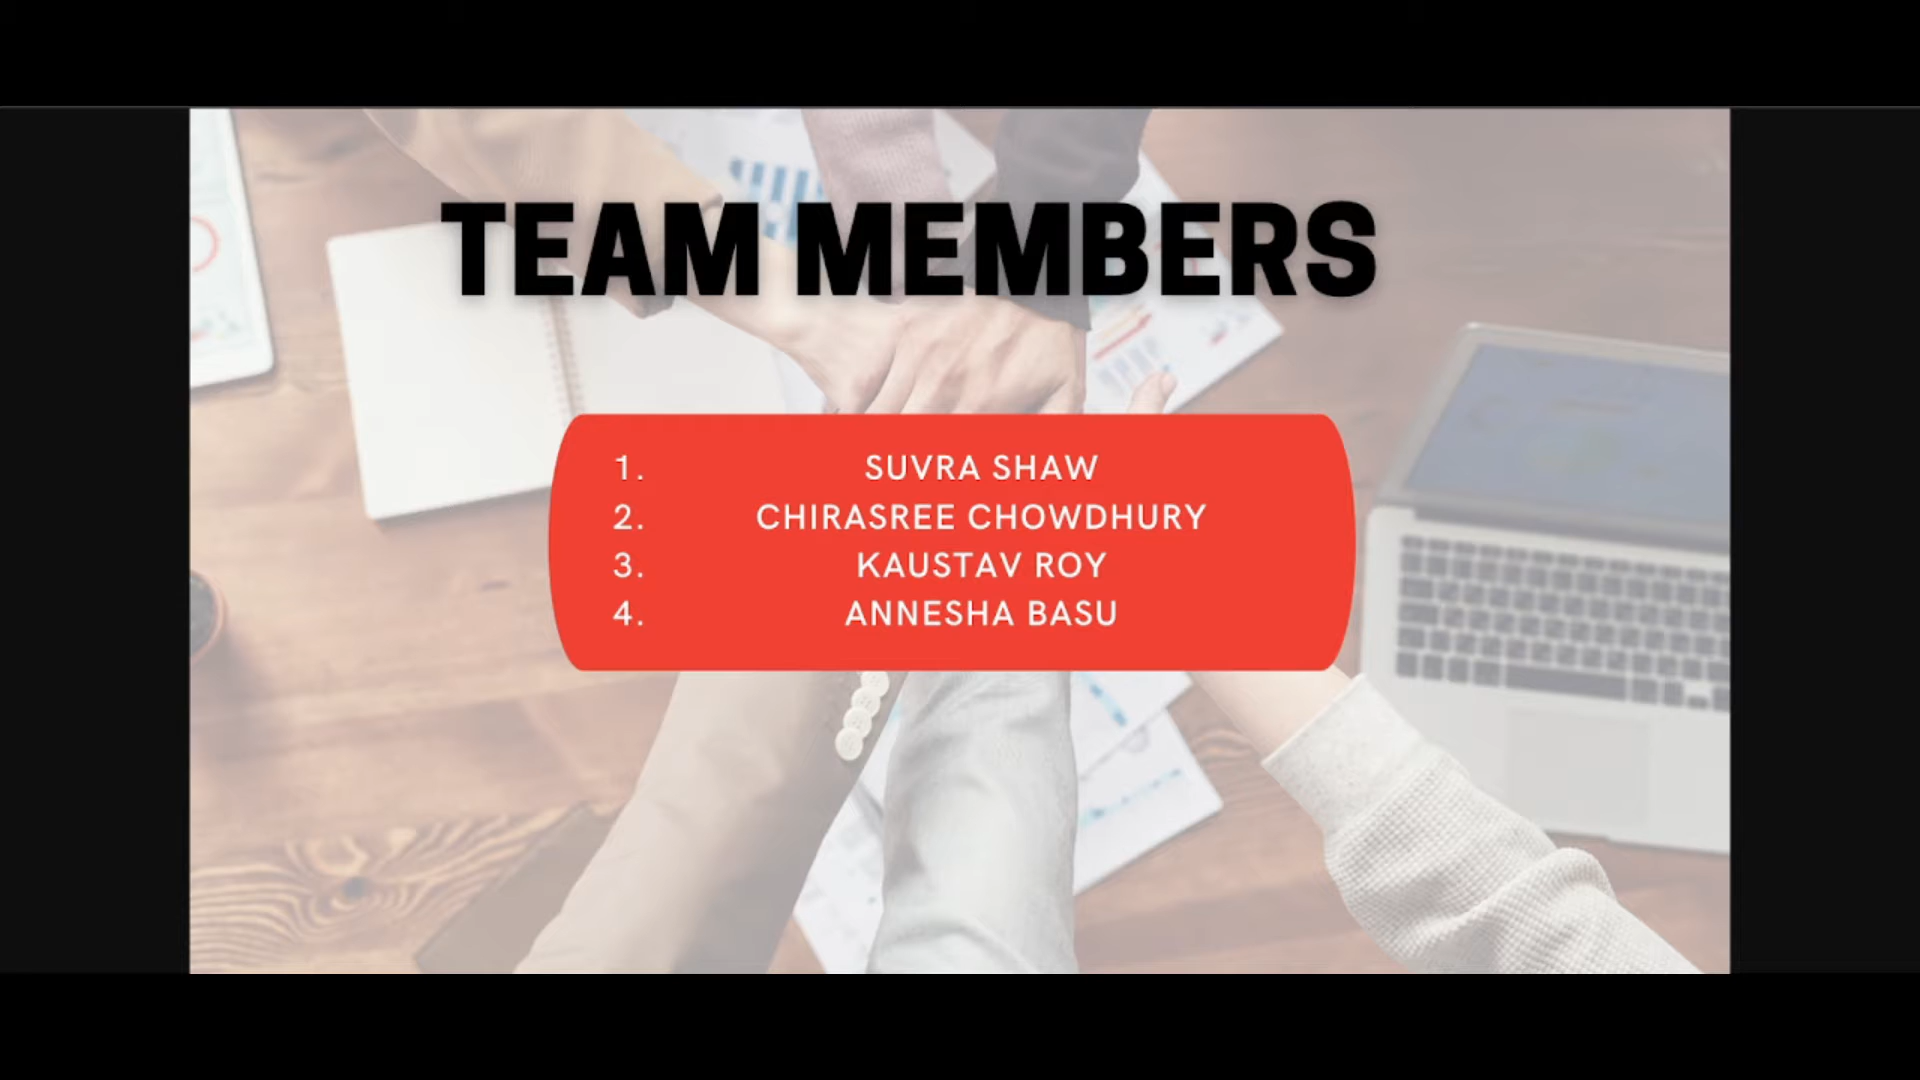 TEAM MEMBERS
1. SUVRA SHAW
2. CHIRASREE CHOWDHURY
3. KAUSTAV ROY
4. ANNESHA BASU